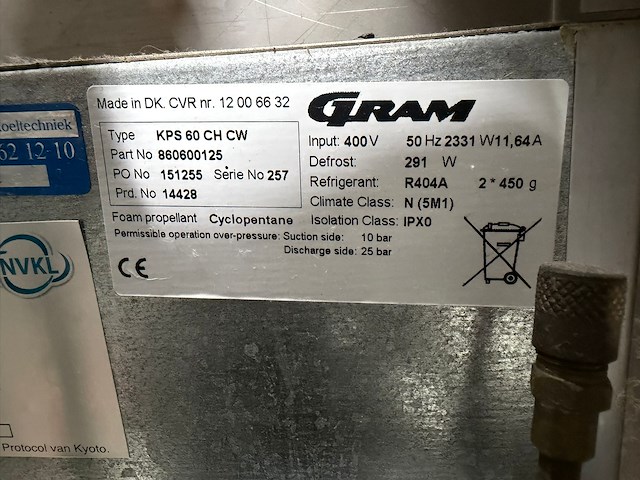 Made in DK. CVR nr. 12 00 66 32
GRAM
Type KPS 60 CH CW
Part No 860600125
PO No 151255 Serie No 257
Prd. No 14428
Input: 400V 50 Hz 2331 W 11,64 A
Defrost: 291 W
Refrigerant: R404A 2 * 450 g
Climate Class: N (5M1)
Foam propellant Cyclopentane Isolation Class: IPX0
Permissible operation over-pressure: Suction side: 10 bar
Discharge side: 25 bar
CE
oeltechniek
62 12-10
NVKL
Protocol van Kyoto.